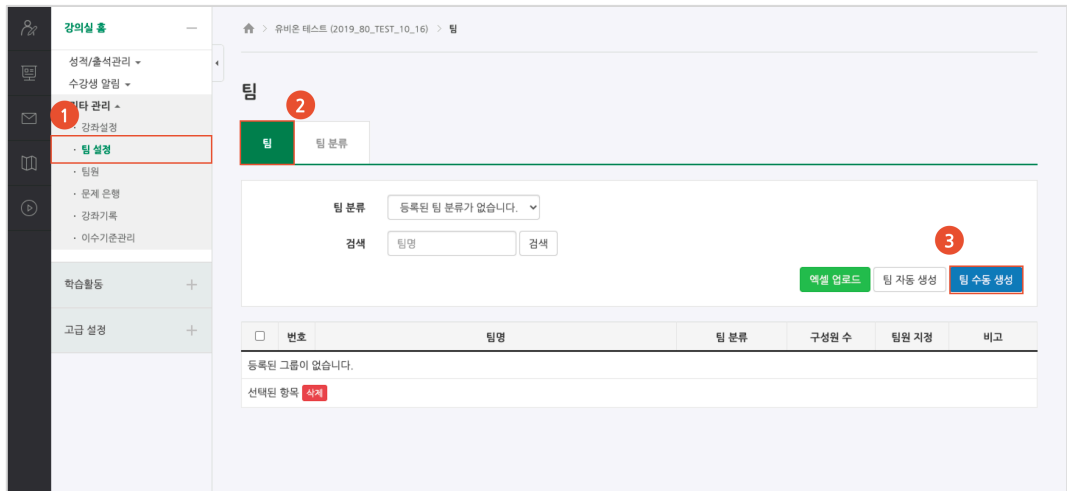 강의실 홈
유비온 테스트 (2019_80_TEST_10_16) > 팀
성적/출석관리
수강생 알림
기타 관리
· 강좌설정
· 팀 설정
· 팀원
· 문제 은행
· 강좌기록
· 이수기준관리
학습활동
고급 설정
1
팀
2
팀
팀 분류
팀 분류
등록된 팀 분류가 없습니다.
검색
팀명
검색
3
엑셀 업로드
팀 자동 생성
팀 수동 생성
번호
팀명
팀 분류
구성원 수
팀원 지정
비고
등록된 그룹이 없습니다.
선택된 항목 삭제